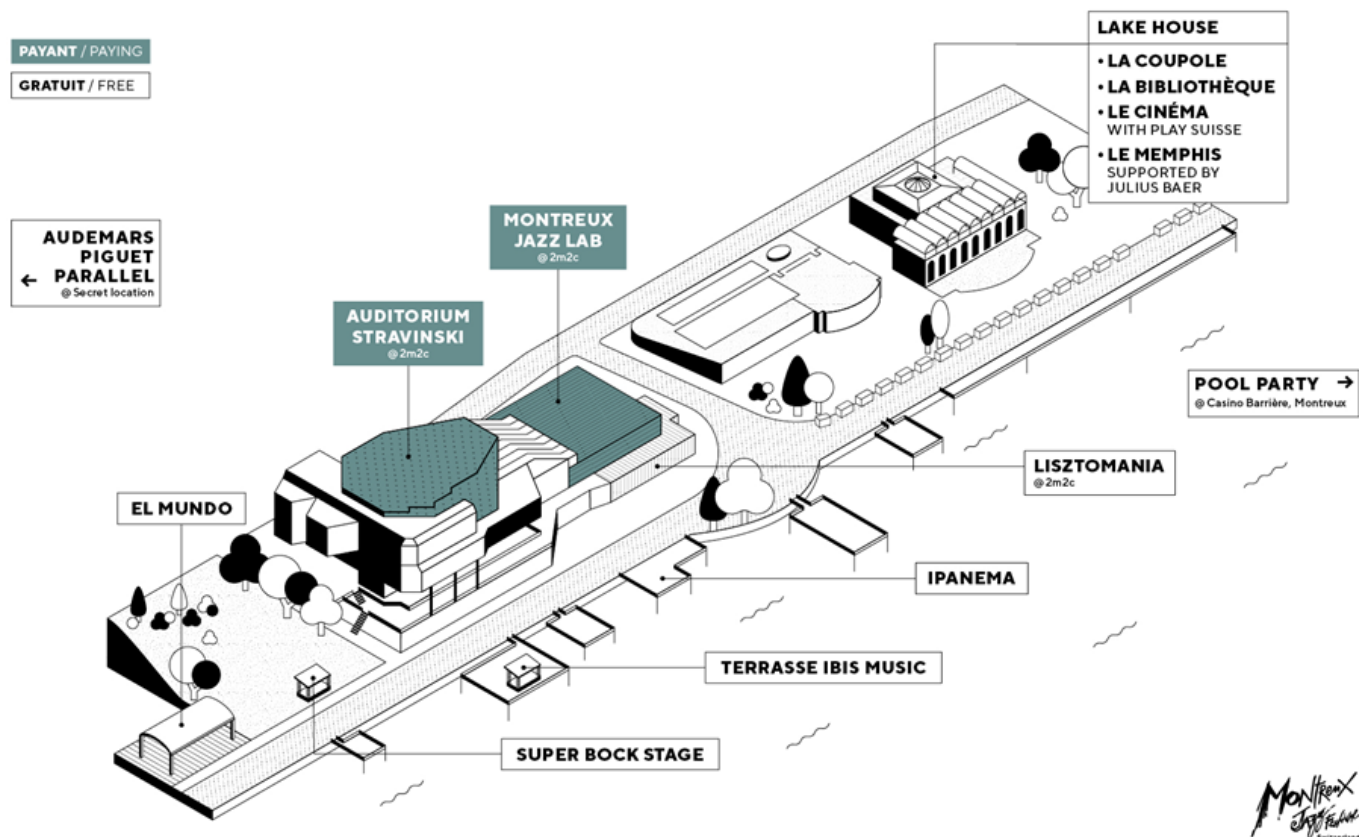 PAYANT / PAYING
GRATUIT / FREE
LAKE HOUSE
• LA COUPOLE
• LA BIBLIOTHÈQUE
• LE CINÉMA
WITH PLAY SUISSE
• LE MEMPHIS
SUPPORTED BY
JULIUS BAER
AUDEMARS
PIGUET
PARALLEL
@ Secret location
MONTREUX
JAZZ LAB
@ 2m2c
AUDITORIUM
STRAVINSKI
@ 2m2c
POOL PARTY
@ Casino Barrière, Montreux
LISZTOMANIA
@ 2m2c
EL MUNDO
IPANEMA
TERRASSE IBIS MUSIC
SUPER BOCK STAGE
MONTREUX
JAZZ FESTIVAL